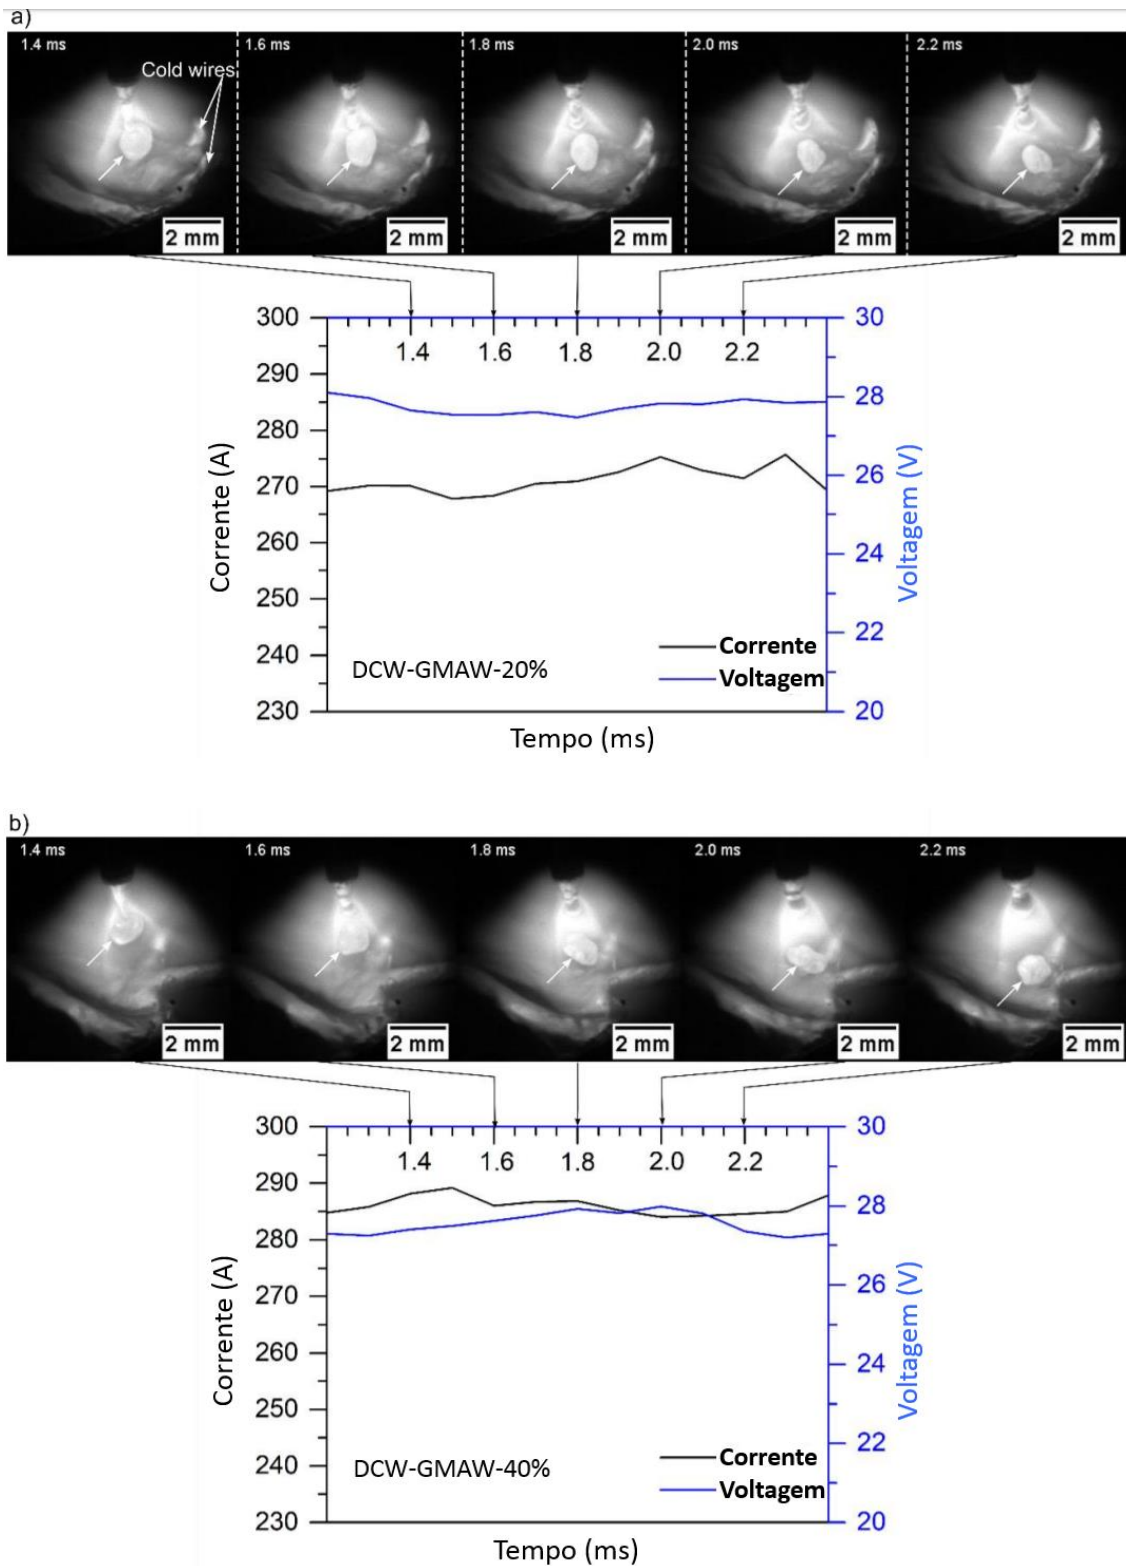 a)
1.4 ms 1.6 ms 1.8 ms 2.0 ms 2.2 ms
Cold wires
2 mm 2 mm 2 mm 2 mm 2 mm
300 30
1.4 1.6 1.8 2.0 2.2
290
28
280
270
26
260
24
250
22
240
230 20
Corrente (A)
Voltagem (V)
Corrente
DCW-GMAW-20%
Voltagem
Tempo (ms)
b)
1.4 ms 1.6 ms 1.8 ms 2.0 ms 2.2 ms
2 mm 2 mm 2 mm 2 mm 2 mm
300 30
1.4 1.6 1.8 2.0 2.2
290
28
280
270
26
260
24
250
22
240
230 20
Corrente (A)
Voltagem (V)
Corrente
DCW-GMAW-40%
Voltagem
Tempo (ms)